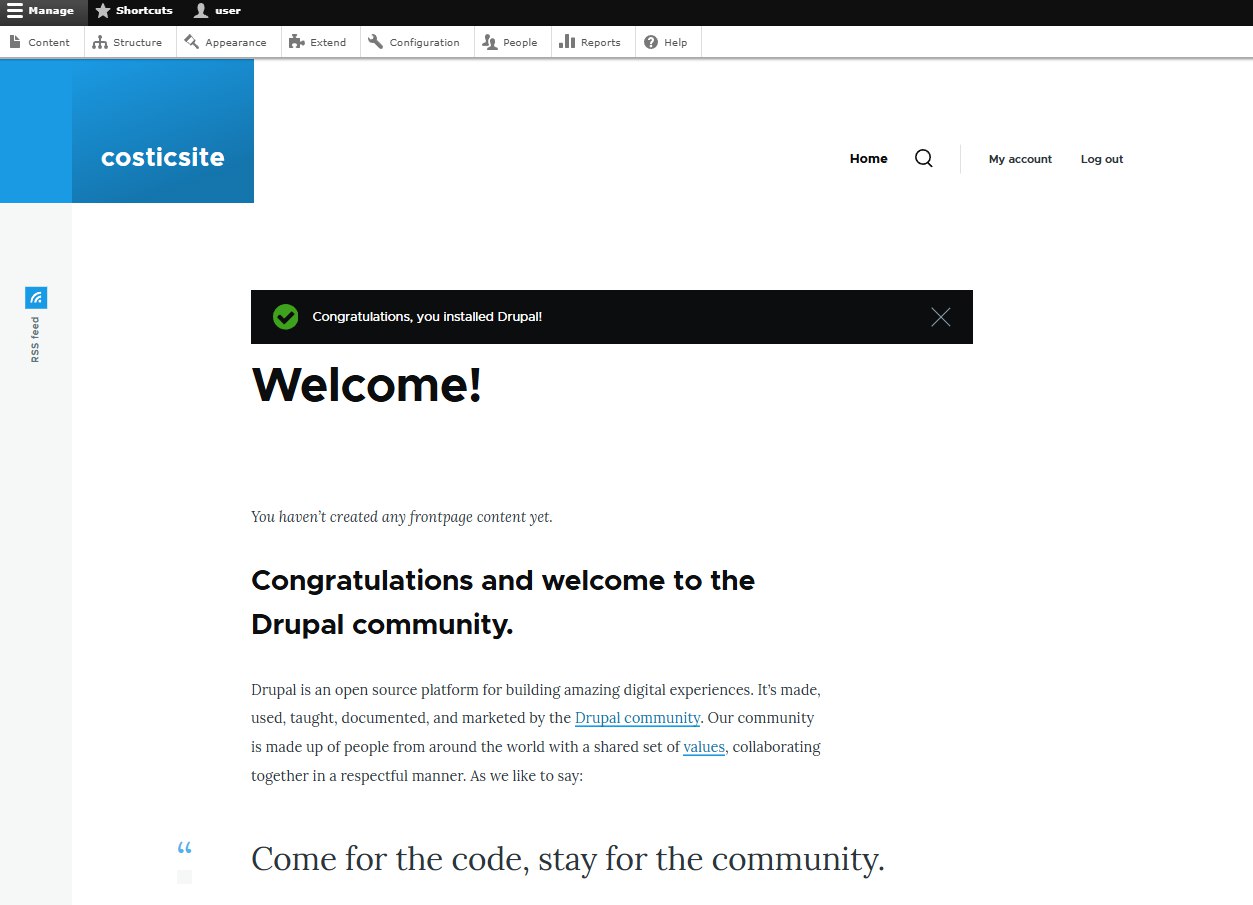 Manage Shortcuts user
Content Structure Appearance Extend Configuration People Reports Help
costicsite
Home My account Log out
RSS feed
Congratulations, you installed Drupal!
Welcome!
You haven’t created any frontpage content yet.
Congratulations and welcome to the
Drupal community.
Drupal is an open source platform for building amazing digital experiences. It’s made,
used, taught, documented, and marketed by the Drupal community. Our community
is made up of people from around the world with a shared set of values, collaborating
together in a respectful manner. As we like to say:
“
Come for the code, stay for the community.